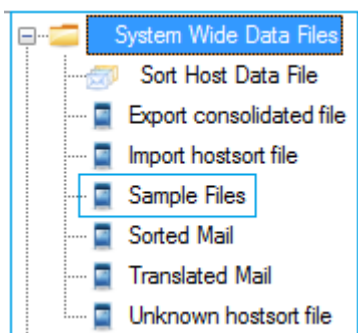 System Wide Data Files
Sort Host Data File
Export consolidated file
Import hostsort file
Sample Files
Sorted Mail
Translated Mail
Unknown hostsort file